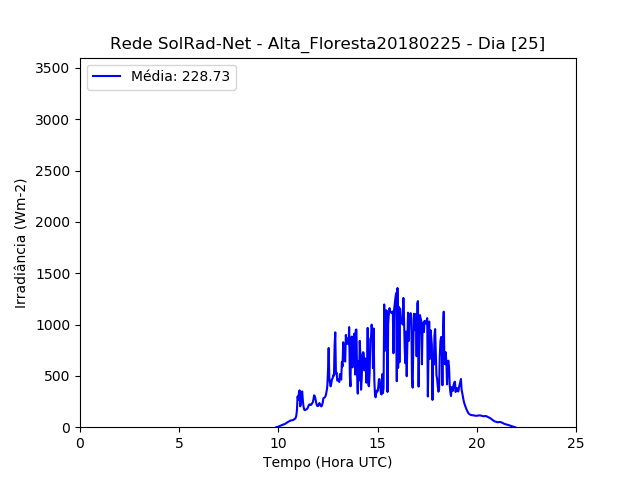 Rede SolRad-Net - Alta_Floresta20180225 - Dia [25]
Média: 228.73
Irradiância (Wm-2)
3500
3000
2500
2000
1500
1000
500
0
0 5 10 15 20 25
Tempo (Hora UTC)